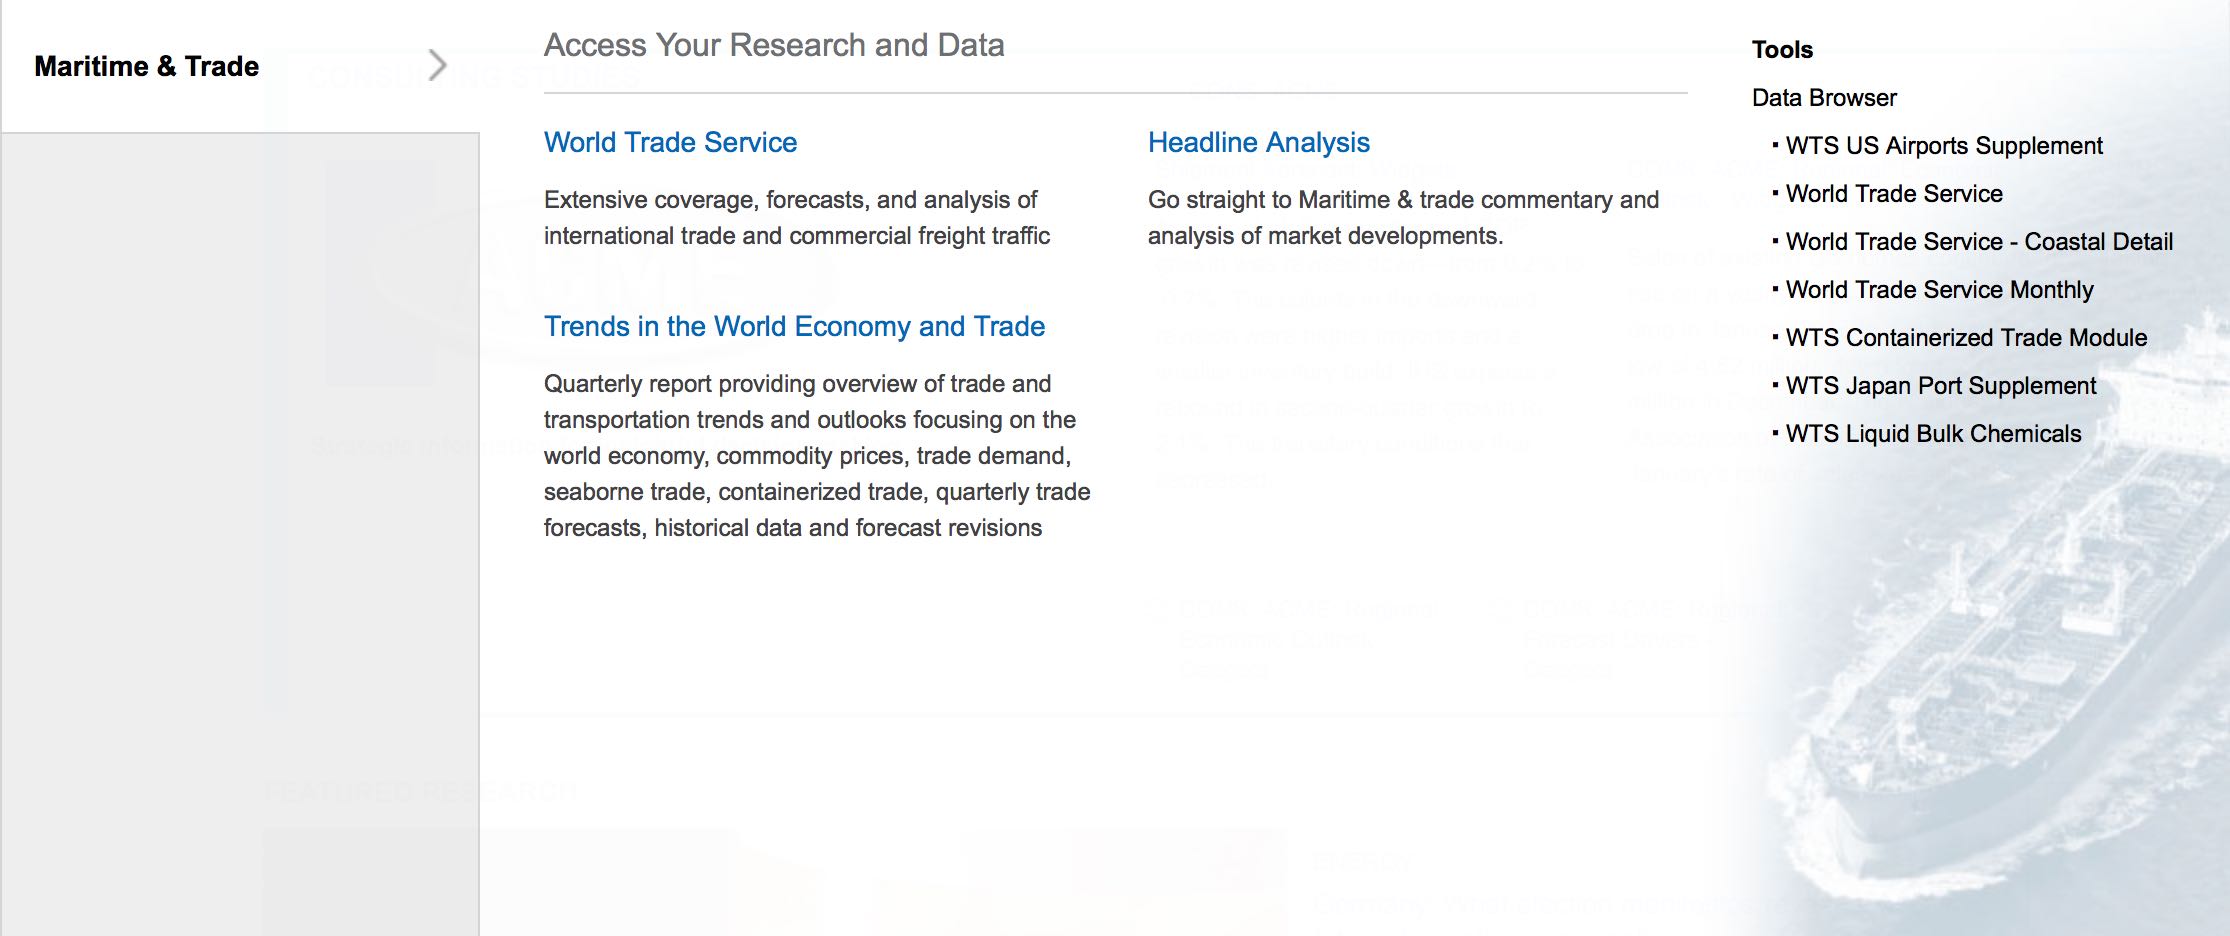 Maritime & Trade
Access Your Research and Data
World Trade Service
Extensive coverage, forecasts, and analysis of
international trade and commercial freight traffic
Trends in the World Economy and Trade
Quarterly report providing overview of trade and
transportation trends and outlooks focusing on the
world economy, commodity prices, trade demand,
seaborne trade, containerized trade, quarterly trade
forecasts, historical data and forecast revisions
Headline Analysis
Go straight to Maritime & trade commentary and
analysis of market developments.
Tools
Data Browser
▪ WTS US Airports Supplement
▪ World Trade Service
▪ World Trade Service - Coastal Detail
▪ World Trade Service Monthly
▪ WTS Containerized Trade Module
▪ WTS Japan Port Supplement
▪ WTS Liquid Bulk Chemicals
CONSULTING STUDIES
FEATURED RESEARCH
ENERGY